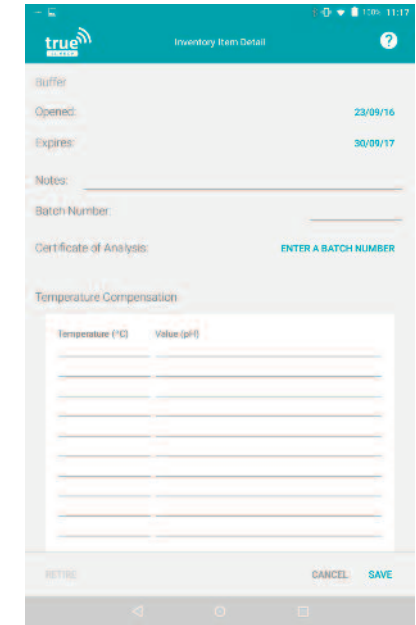 100% 11:17
true
Inventory Item Detail
?
Buffer
Opened: 23/09/16
Expires: 30/09/17
Notes:
Batch Number:
Certificate of Analysis: ENTER A BATCH NUMBER
Temperature Compensation
Temperature (°C) Value (pH)
RETIRE CANCEL SAVE